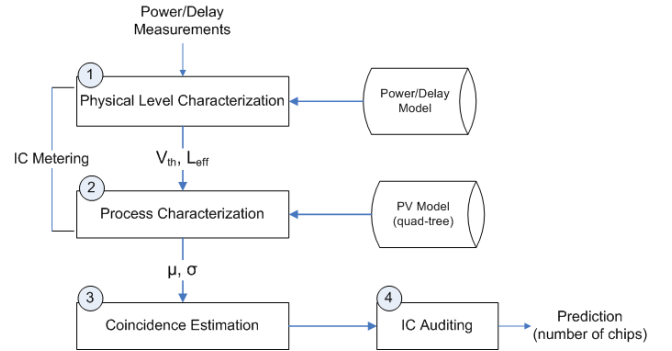 Power/Delay
Measurements
1
Physical Level Characterization
Power/Delay
Model
IC Metering
Vth, Leff
2
Process Characterization
PV Model
(quad-tree)
μ, σ
3
Coincidence Estimation
4
IC Auditing
Prediction
(number of chips)